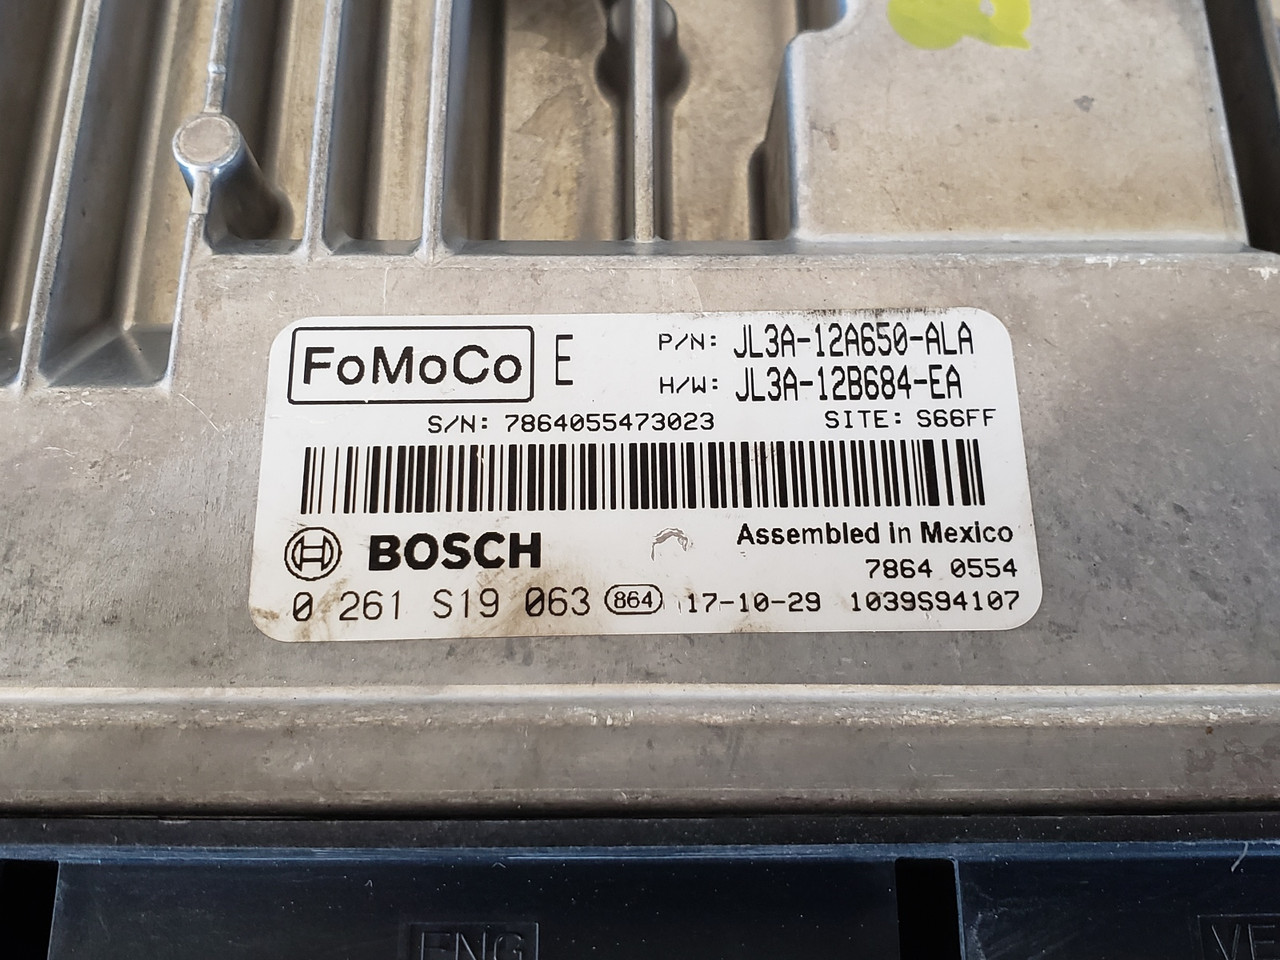 FoMoCo E P/N: JL3A-12A650-ALA
H/W: JL3A-12B684-EA
S/N: 7864055473023 SITE: S66FF
BOSCH Assembled in Mexico
7864 0554
0 261 S19 063 864 17-10-29 1039S94107
ENG